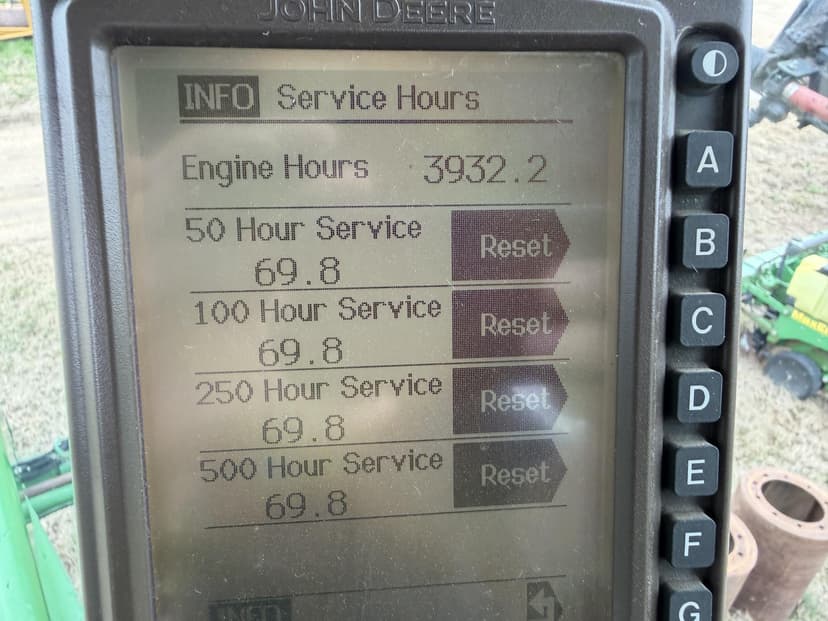 JOHN DEERE
INFO Service Hours
Engine Hours 3932.2
A
50 Hour Service
69.8
Reset
B
100 Hour Service
69.8
Reset
C
250 Hour Service
69.8
Reset
D
500 Hour Service
69.8
Reset
E
F
INFO
G